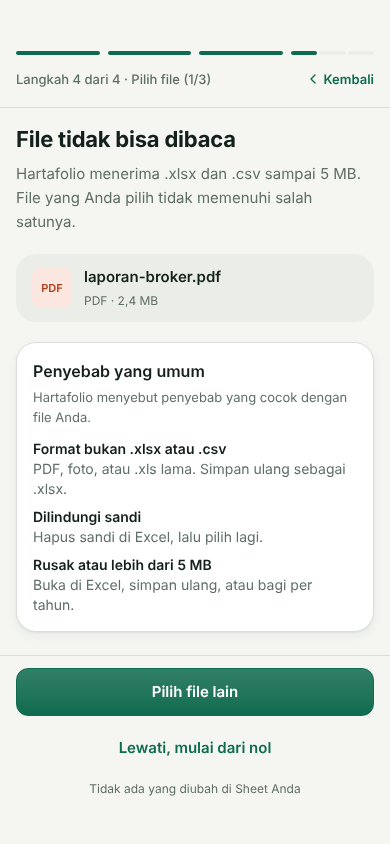 Langkah 4 dari 4 · Pilih file (1/3)
Kembali
File tidak bisa dibaca
Hartafolio menerima .xlsx dan .csv sampai 5 MB.
File yang Anda pilih tidak memenuhi salah
satunya.
PDF
laporan-broker.pdf
PDF · 2,4 MB
Penyebab yang umum
Hartafolio menyebut penyebab yang cocok dengan
file Anda.
Format bukan .xlsx atau .csv
PDF, foto, atau .xls lama. Simpan ulang sebagai
.xlsx.
Dilindungi sandi
Hapus sandi di Excel, lalu pilih lagi.
Rusak atau lebih dari 5 MB
Buka di Excel, simpan ulang, atau bagi per
tahun.
Pilih file lain
Lewati, mulai dari nol
Tidak ada yang diubah di Sheet Anda